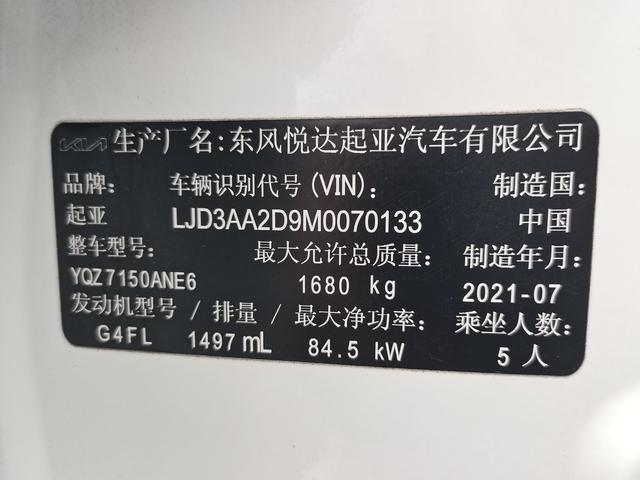 KIA 生产厂名:东风悦达起亚汽车有限公司
品牌: 车辆识别代号(VIN): 制造国:
起亚 LJD3AA2D9M0070133 中国
整车型号: 最大允许总质量: 制造年月:
YQZ7150ANE6 1680 kg 2021-07
发动机型号 / 排量 / 最大净功率: 乘坐人数:
G4FL 1497 mL 84.5 kW 5 人